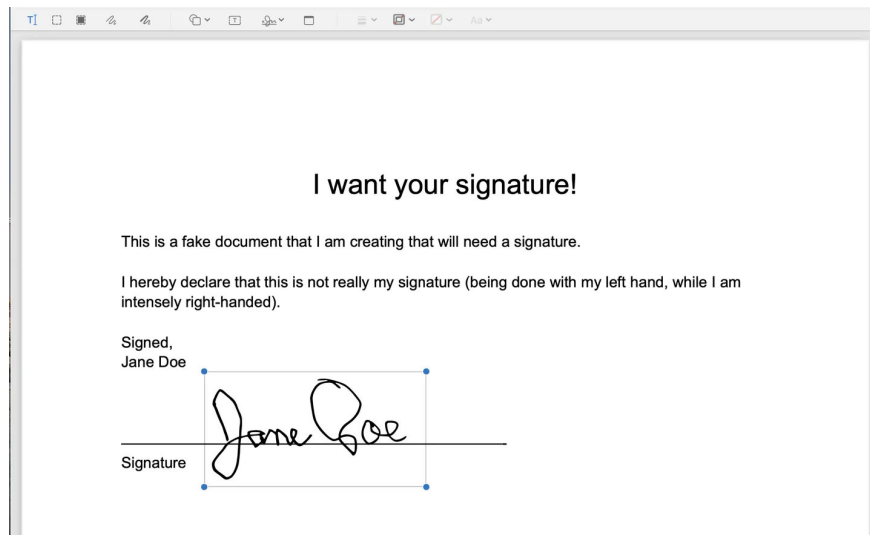 T
Aa
I want your signature!
This is a fake document that I am creating that will need a signature.
I hereby declare that this is not really my signature (being done with my left hand, while I am
intensely right-handed).
Signed,
Jane Doe
Jane Doe
Signature